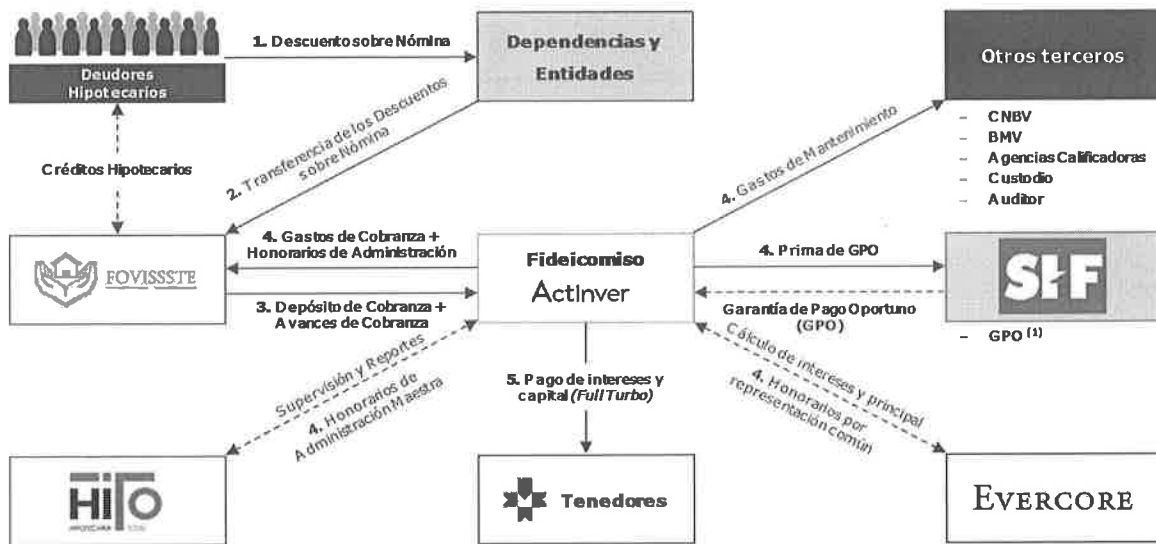 Deudores
Hipotecarios
1. Descuento sobre Nómina
Dependencias y
Entidades
Otros terceros
– CNBV
– BMV
– Agencias Calificadoras
– Custodio
– Auditor
Créditos Hipotecarios
2. Transferencia de los Descuentos
sobre Nómina
4. Gastos de Mantenimiento
FOVISSSTE
4. Gastos de Cobranza +
Honorarios de Administración
3. Depósito de Cobranza +
Avances de Cobranza
Fideicomiso
Actinver
4. Prima de GPO
Garantía de Pago Oportuno
(GPO)
SHF
– GPO (1)
Supervisión y Reportes
4. Honorarios de
Administración Maestra
5. Pago de intereses y
capital (Full Turbo)
Cálculo de intereses y principal
4. Honorarios por
representación común
HiTo
HIPOTECARIA TOTAL
Tenedores
EVERCORE